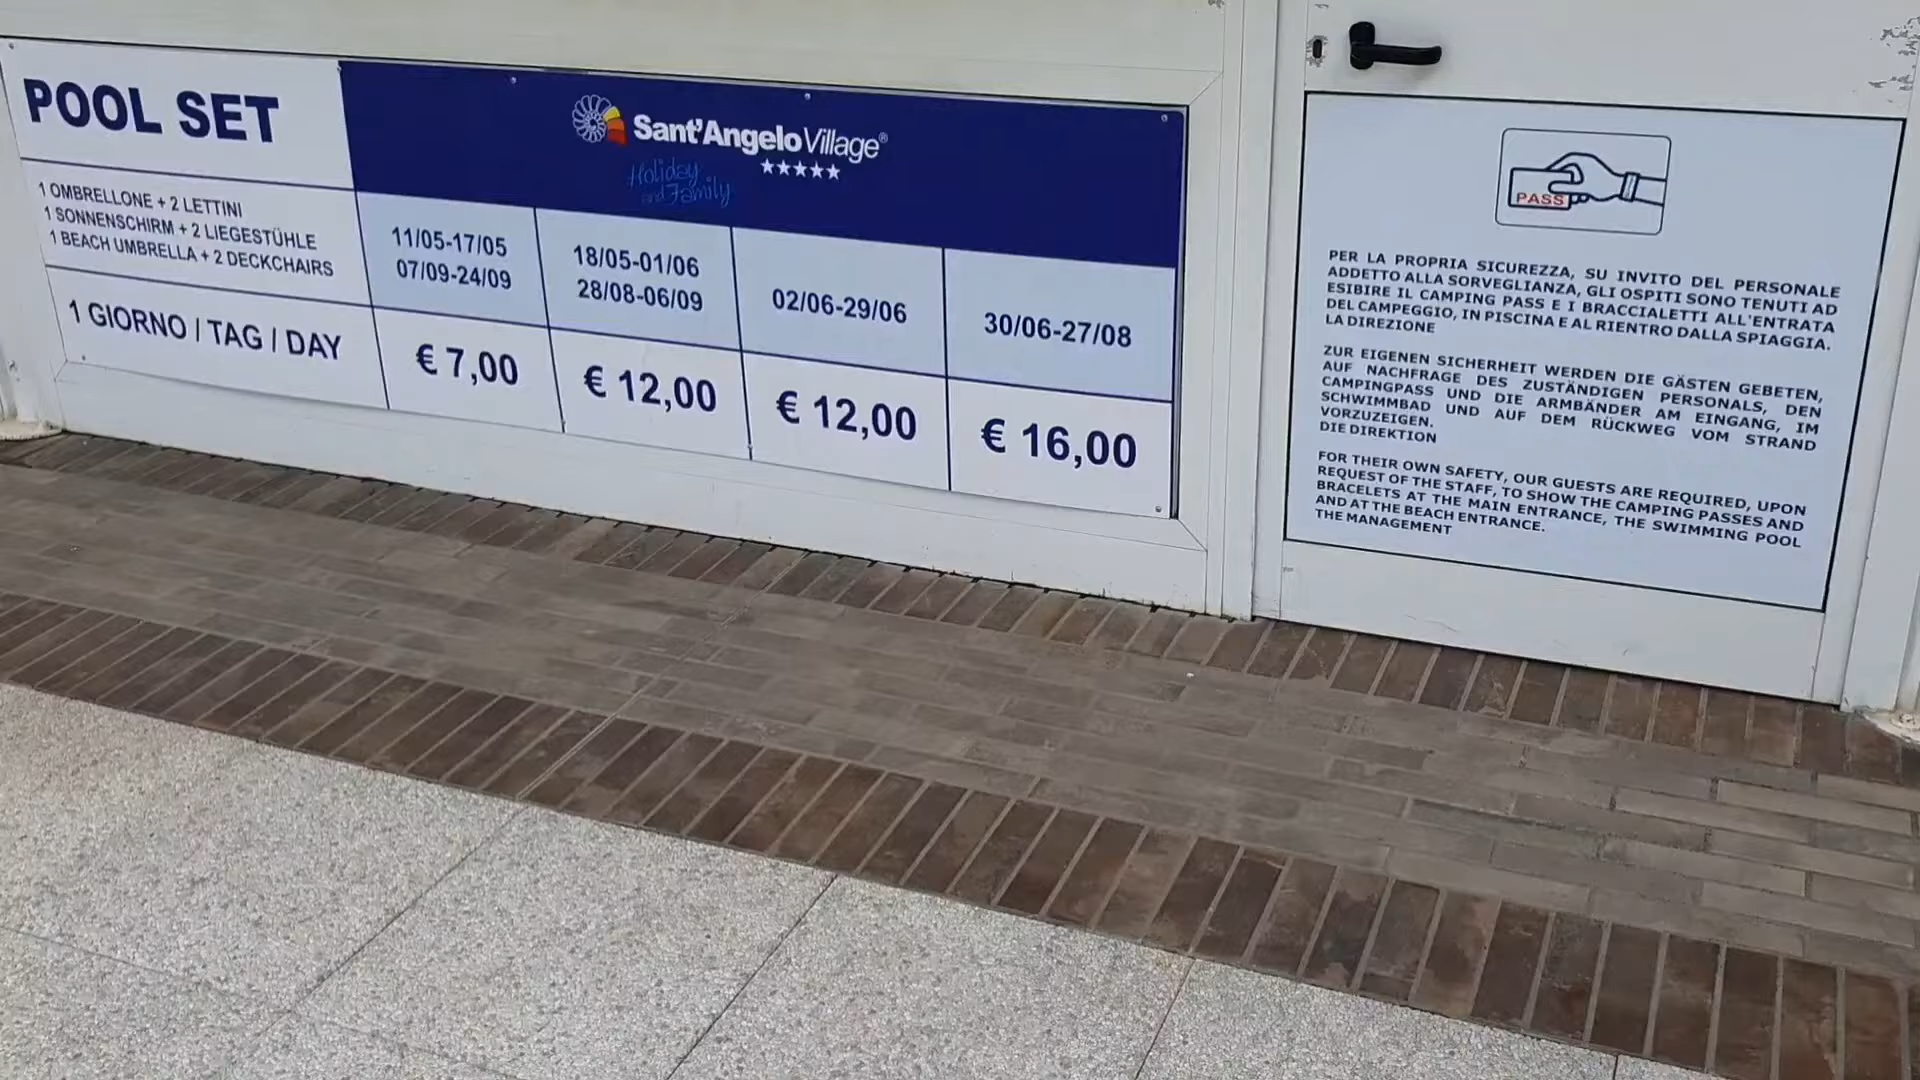 POOL SET
Sant'Angelo Village®
★★★★★
Holiday
and Family
1 OMBRELLONE + 2 LETTINI
1 SONNENSCHIRM + 2 LIEGESTÜHLE
1 BEACH UMBRELLA + 2 DECKCHAIRS
11/05-17/05
07/09-24/09
18/05-01/06
28/08-06/09
02/06-29/06
30/06-27/08
1 GIORNO / TAG / DAY
€ 7,00
€ 12,00
€ 12,00
€ 16,00
PASS
PER LA PROPRIA SICUREZZA, SU INVITO DEL PERSONALE
ADDETTO ALLA SORVEGLIANZA, GLI OSPITI SONO TENUTI AD
ESIBIRE IL CAMPING PASS E I BRACCIALETTI ALL'ENTRATA
DEL CAMPEGGIO, IN PISCINA E AL RIENTRO DALLA SPIAGGIA.
LA DIREZIONE
ZUR EIGENEN SICHERHEIT WERDEN DIE GÄSTEN GEBETEN,
AUF NACHFRAGE DES ZUSTÄNDIGEN PERSONALS, DEN
CAMPINGPASS UND DIE ARMBÄNDER AM EINGANG, IM
SCHWIMMBAD UND AUF DEM RÜCKWEG VOM STRAND
VORZUZEIGEN.
DIE DIREKTION
FOR THEIR OWN SAFETY, OUR GUESTS ARE REQUIRED, UPON
REQUEST OF THE STAFF, TO SHOW THE CAMPING PASSES AND
BRACELETS AT THE MAIN ENTRANCE, THE SWIMMING POOL
AND AT THE BEACH ENTRANCE.
THE MANAGEMENT